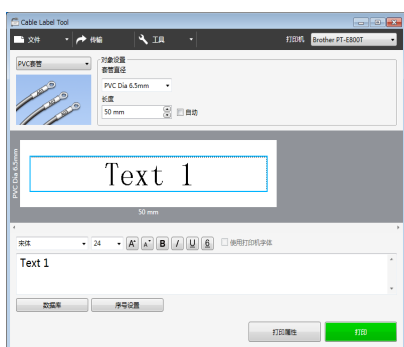 Cable Label Tool
文件 传输 工具 打印机 Brother PT-E800T
PVC套管
对象设置
套管直径
PVC Dia 6.5mm
长度
50 mm 自动
PVC Dia 6.5mm
Text 1
50 mm
宋体 24 A A B I U 6 使用打印机字体
Text 1
数据库 序号设置
打印属性 打印